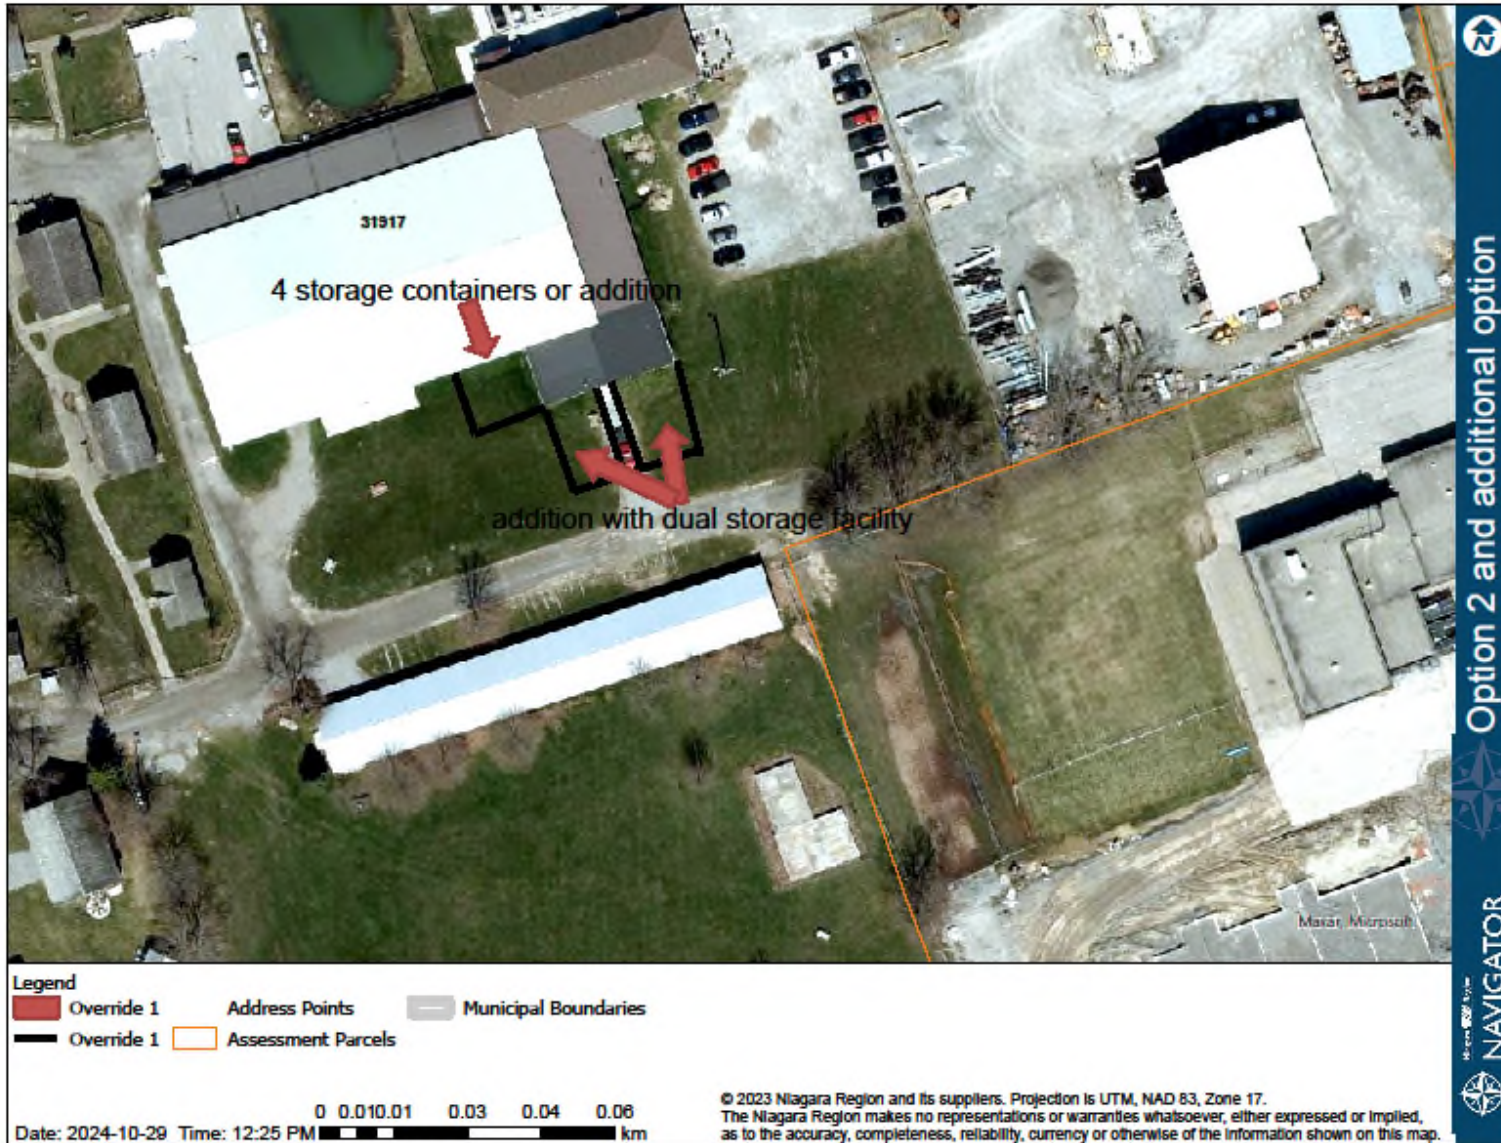 31917
4 storage containers or addition
addition with dual storage facility
Maxar, Microsoft
Option 2 and additional option
NAVIGATOR
Legend
Override 1
Address Points
Municipal Boundaries
Override 1
Assessment Parcels
0 0.010.01 0.03 0.04 0.06
km
Date: 2024-10-29 Time: 12:25 PM
© 2023 Niagara Region and its suppliers. Projection is UTM, NAD 83, Zone 17.
The Niagara Region makes no representations or warranties whatsoever, either expressed or implied,
as to the accuracy, completeness, reliability, currency or otherwise of the information shown on this map.